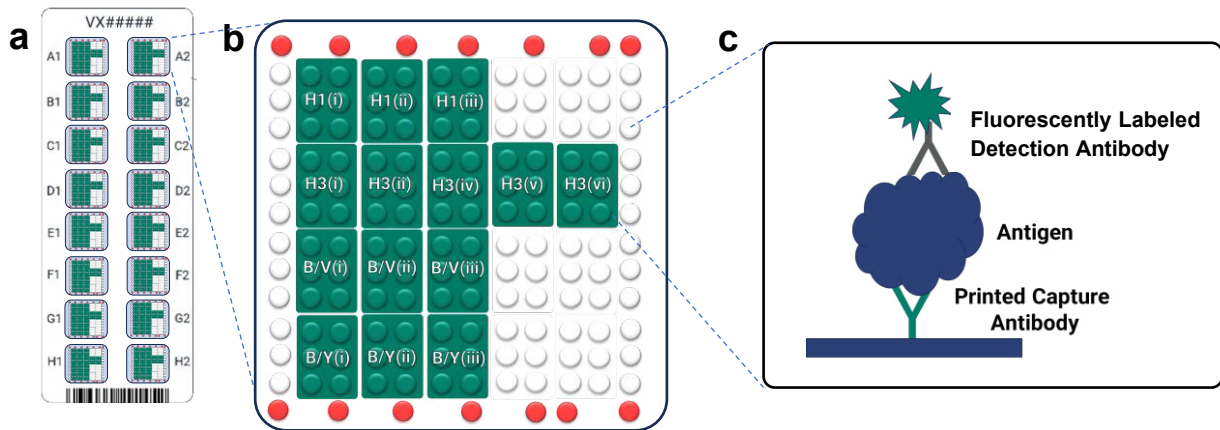 a
VX#####
A1 A2
B1 B2
C1 C2
D1 D2
E1 E2
F1 F2
G1 G2
H1 H2
b
H1(i) H1(ii) H1(iii)
H3(i) H3(ii) H3(iv) H3(v) H3(vi)
B/V(i) B/V(ii) B/V(iii)
B/Y(i) B/Y(ii) B/Y(iii)
c
Fluorescently Labeled
Detection Antibody
Antigen
Printed Capture
Antibody